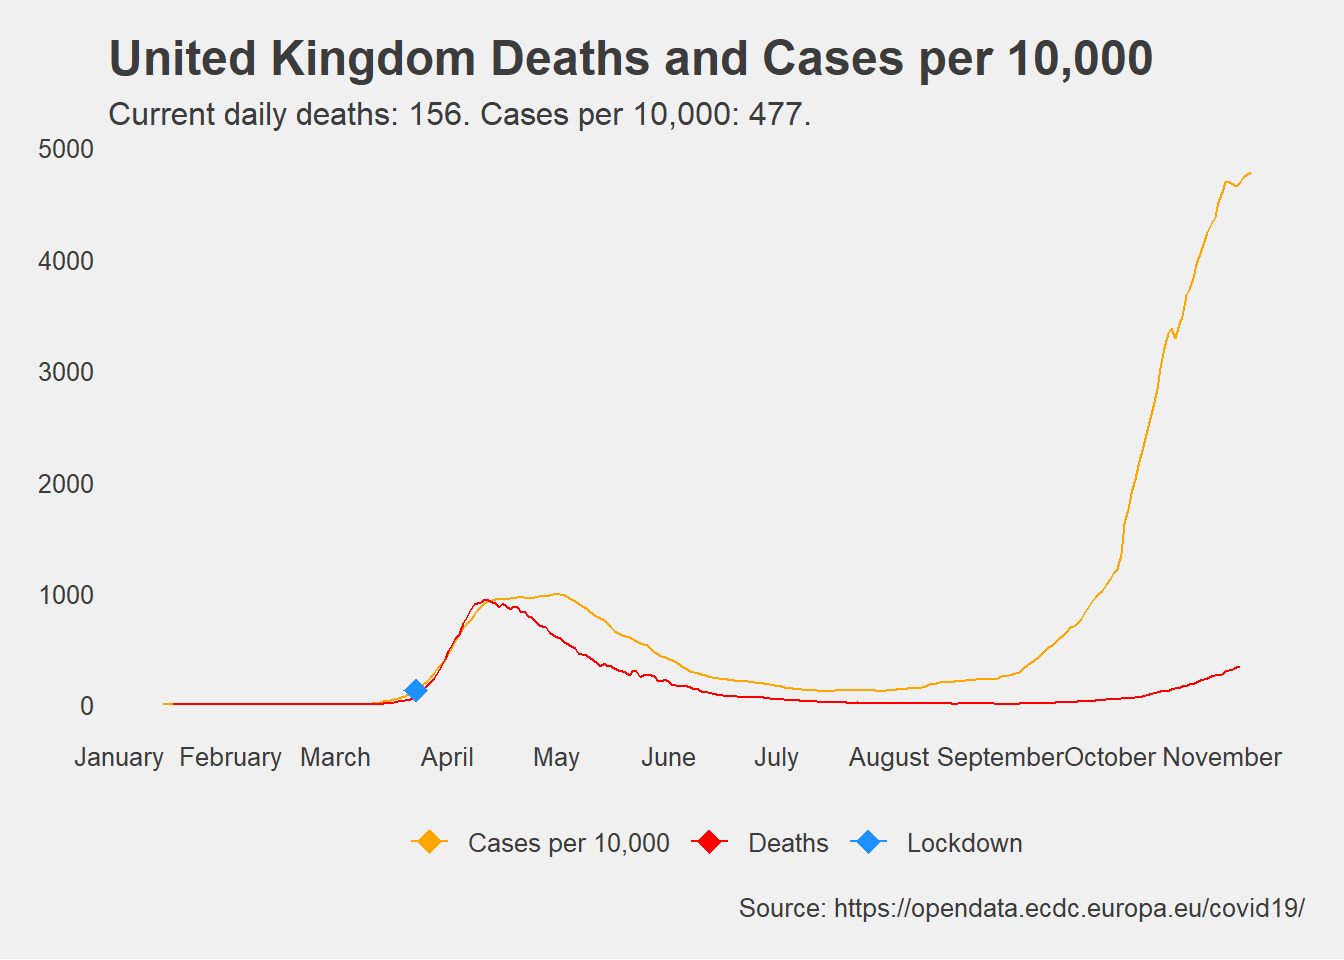 United Kingdom Deaths and Cases per 10,000
Current daily deaths: 156. Cases per 10,000: 477.
5000
4000
3000
2000
1000
0
January February March April May June July August September October November
Cases per 10,000 Deaths Lockdown
Source: https://opendata.ecdc.europa.eu/covid19/